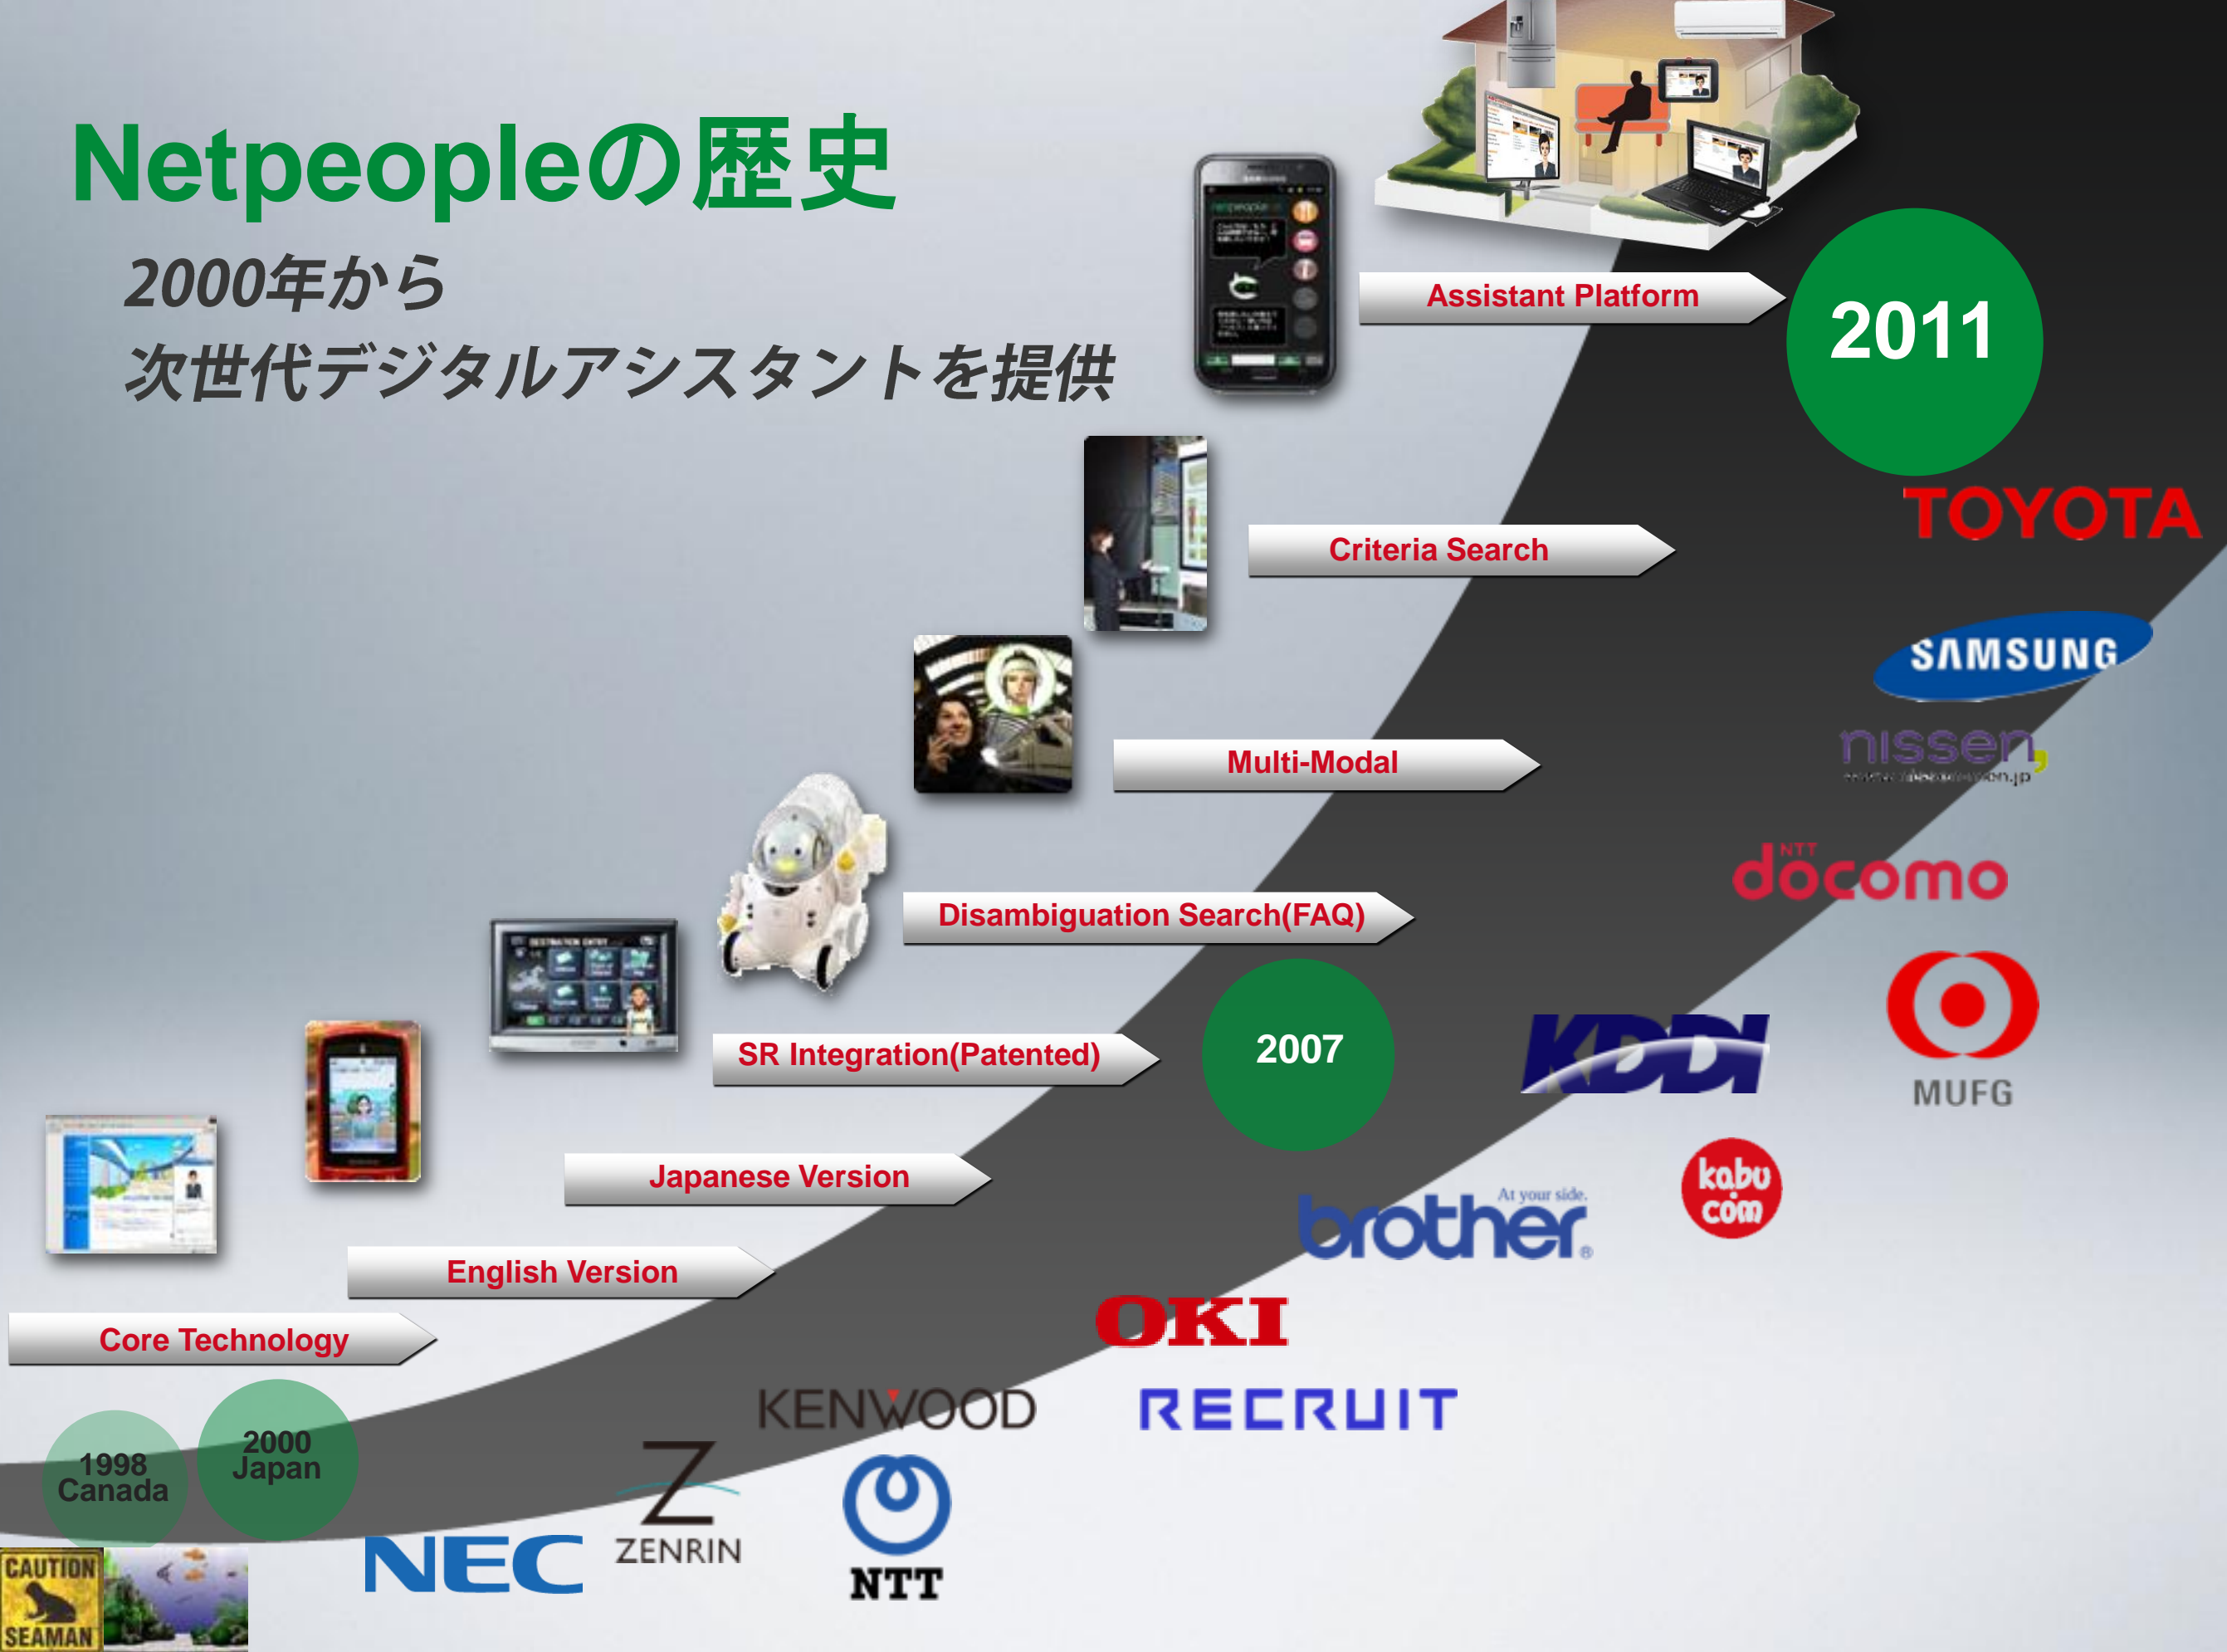 Netpeopleの歴史
2000年から
次世代デジタルアシスタントを提供
SAMSUNG
netpeople
Assistant Platform
2011
TOYOTA
Criteria Search
SAMSUNG
nissen,
Multi-Modal
NTT
docomo
Disambiguation Search(FAQ)
DESTINATION ENTRY
2007
SR Integration(Patented)
KDDI
MUFG
Japanese Version
kabu
.com
At your side.
brother®
English Version
OKI
Core Technology
KENWOOD
RECRUIT
1998
Canada
2000
Japan
ZENRIN
NEC
NTT
CAUTION
SEAMAN